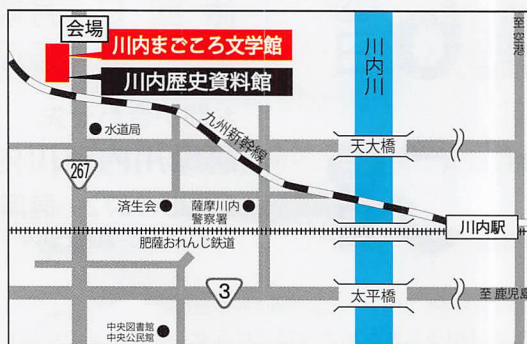 会場
川内まごころ文学館
川内歴史資料館
水道局
267
九州新幹線
川内川
天大橋
至 空港
済生会
薩摩川内
警察署
肥薩おれんじ鉄道
川内駅
3
太平橋
至 鹿児島
中央図書館
中央公民館